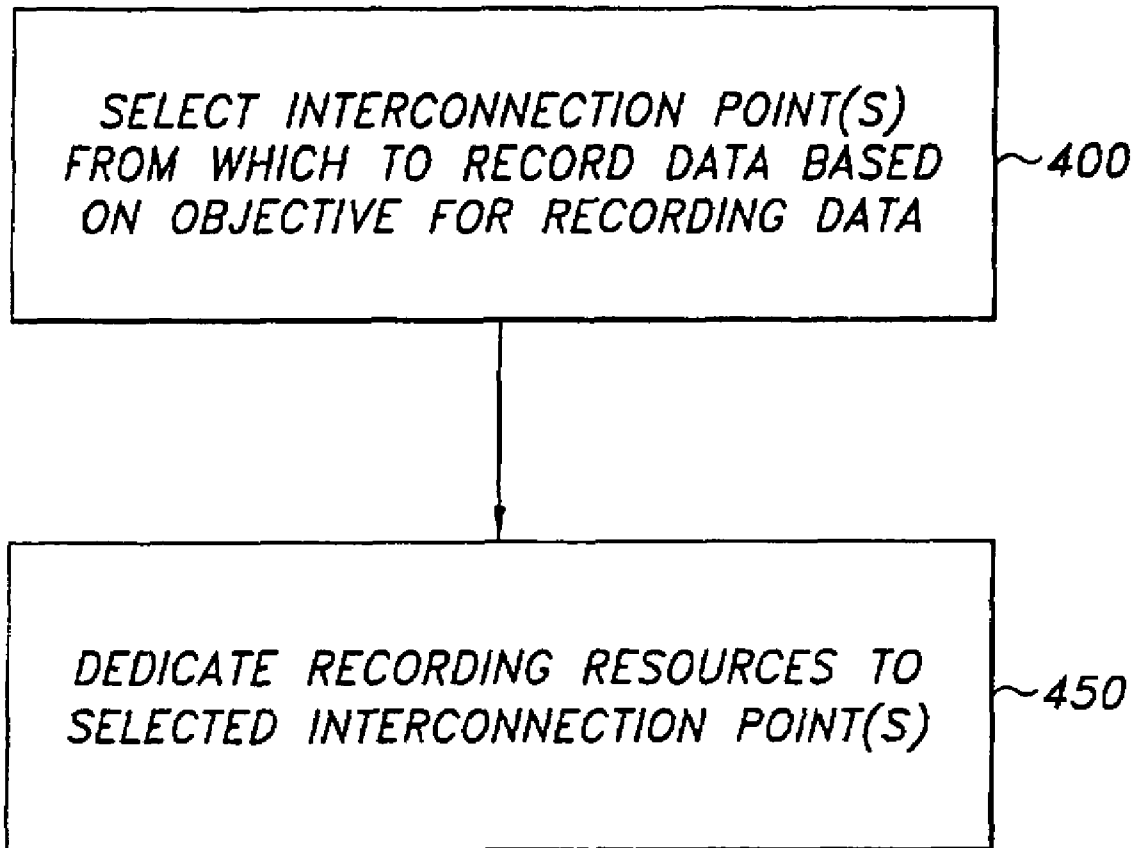 SELECT INTERCONNECTION POINT(S)
FROM WHICH TO RECORD DATA BASED
ON OBJECTIVE FOR RECORDING DATA
400
DEDICATE RECORDING RESOURCES TO
SELECTED INTERCONNECTION POINT(S)
450